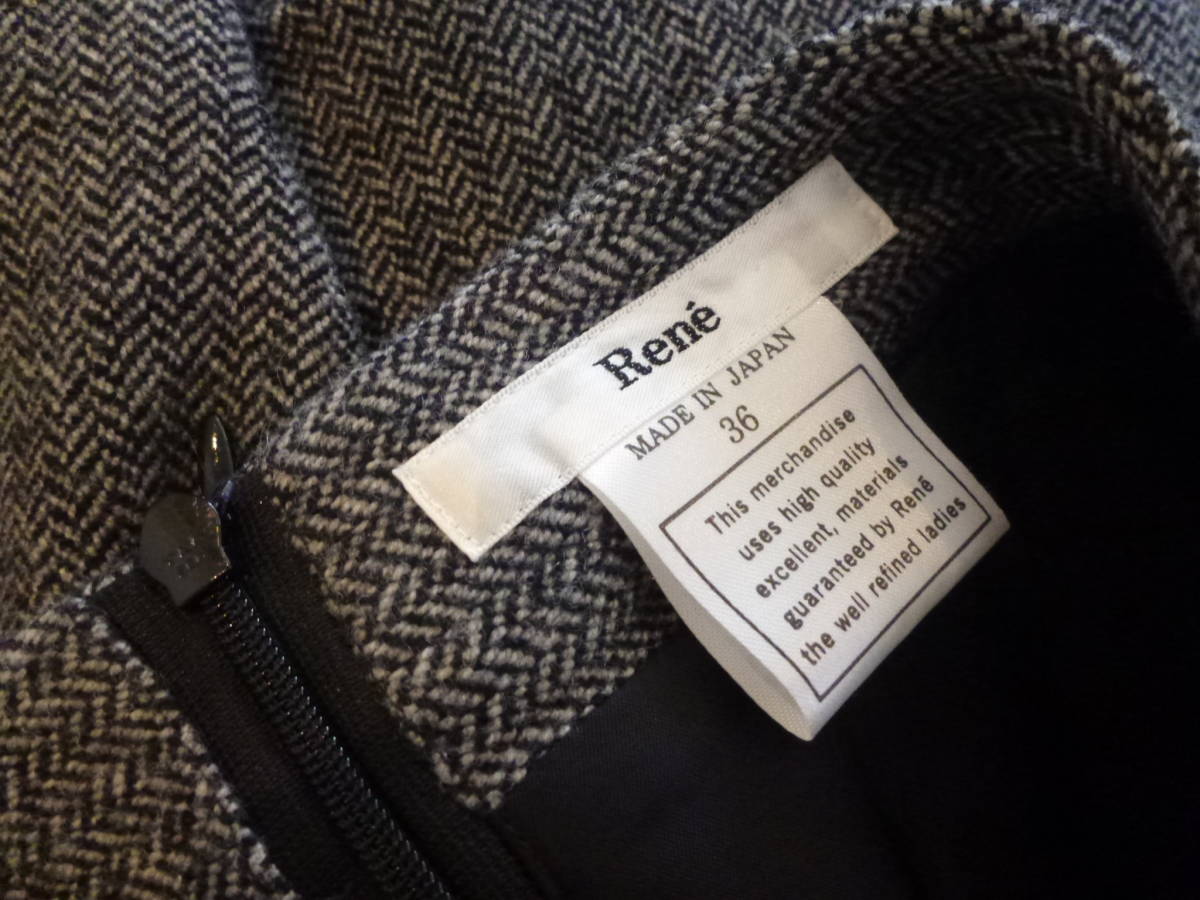 René
MADE IN JAPAN
36
This merchandise
uses high quality
excellent, materials
guaranteed by René
the well refined ladies